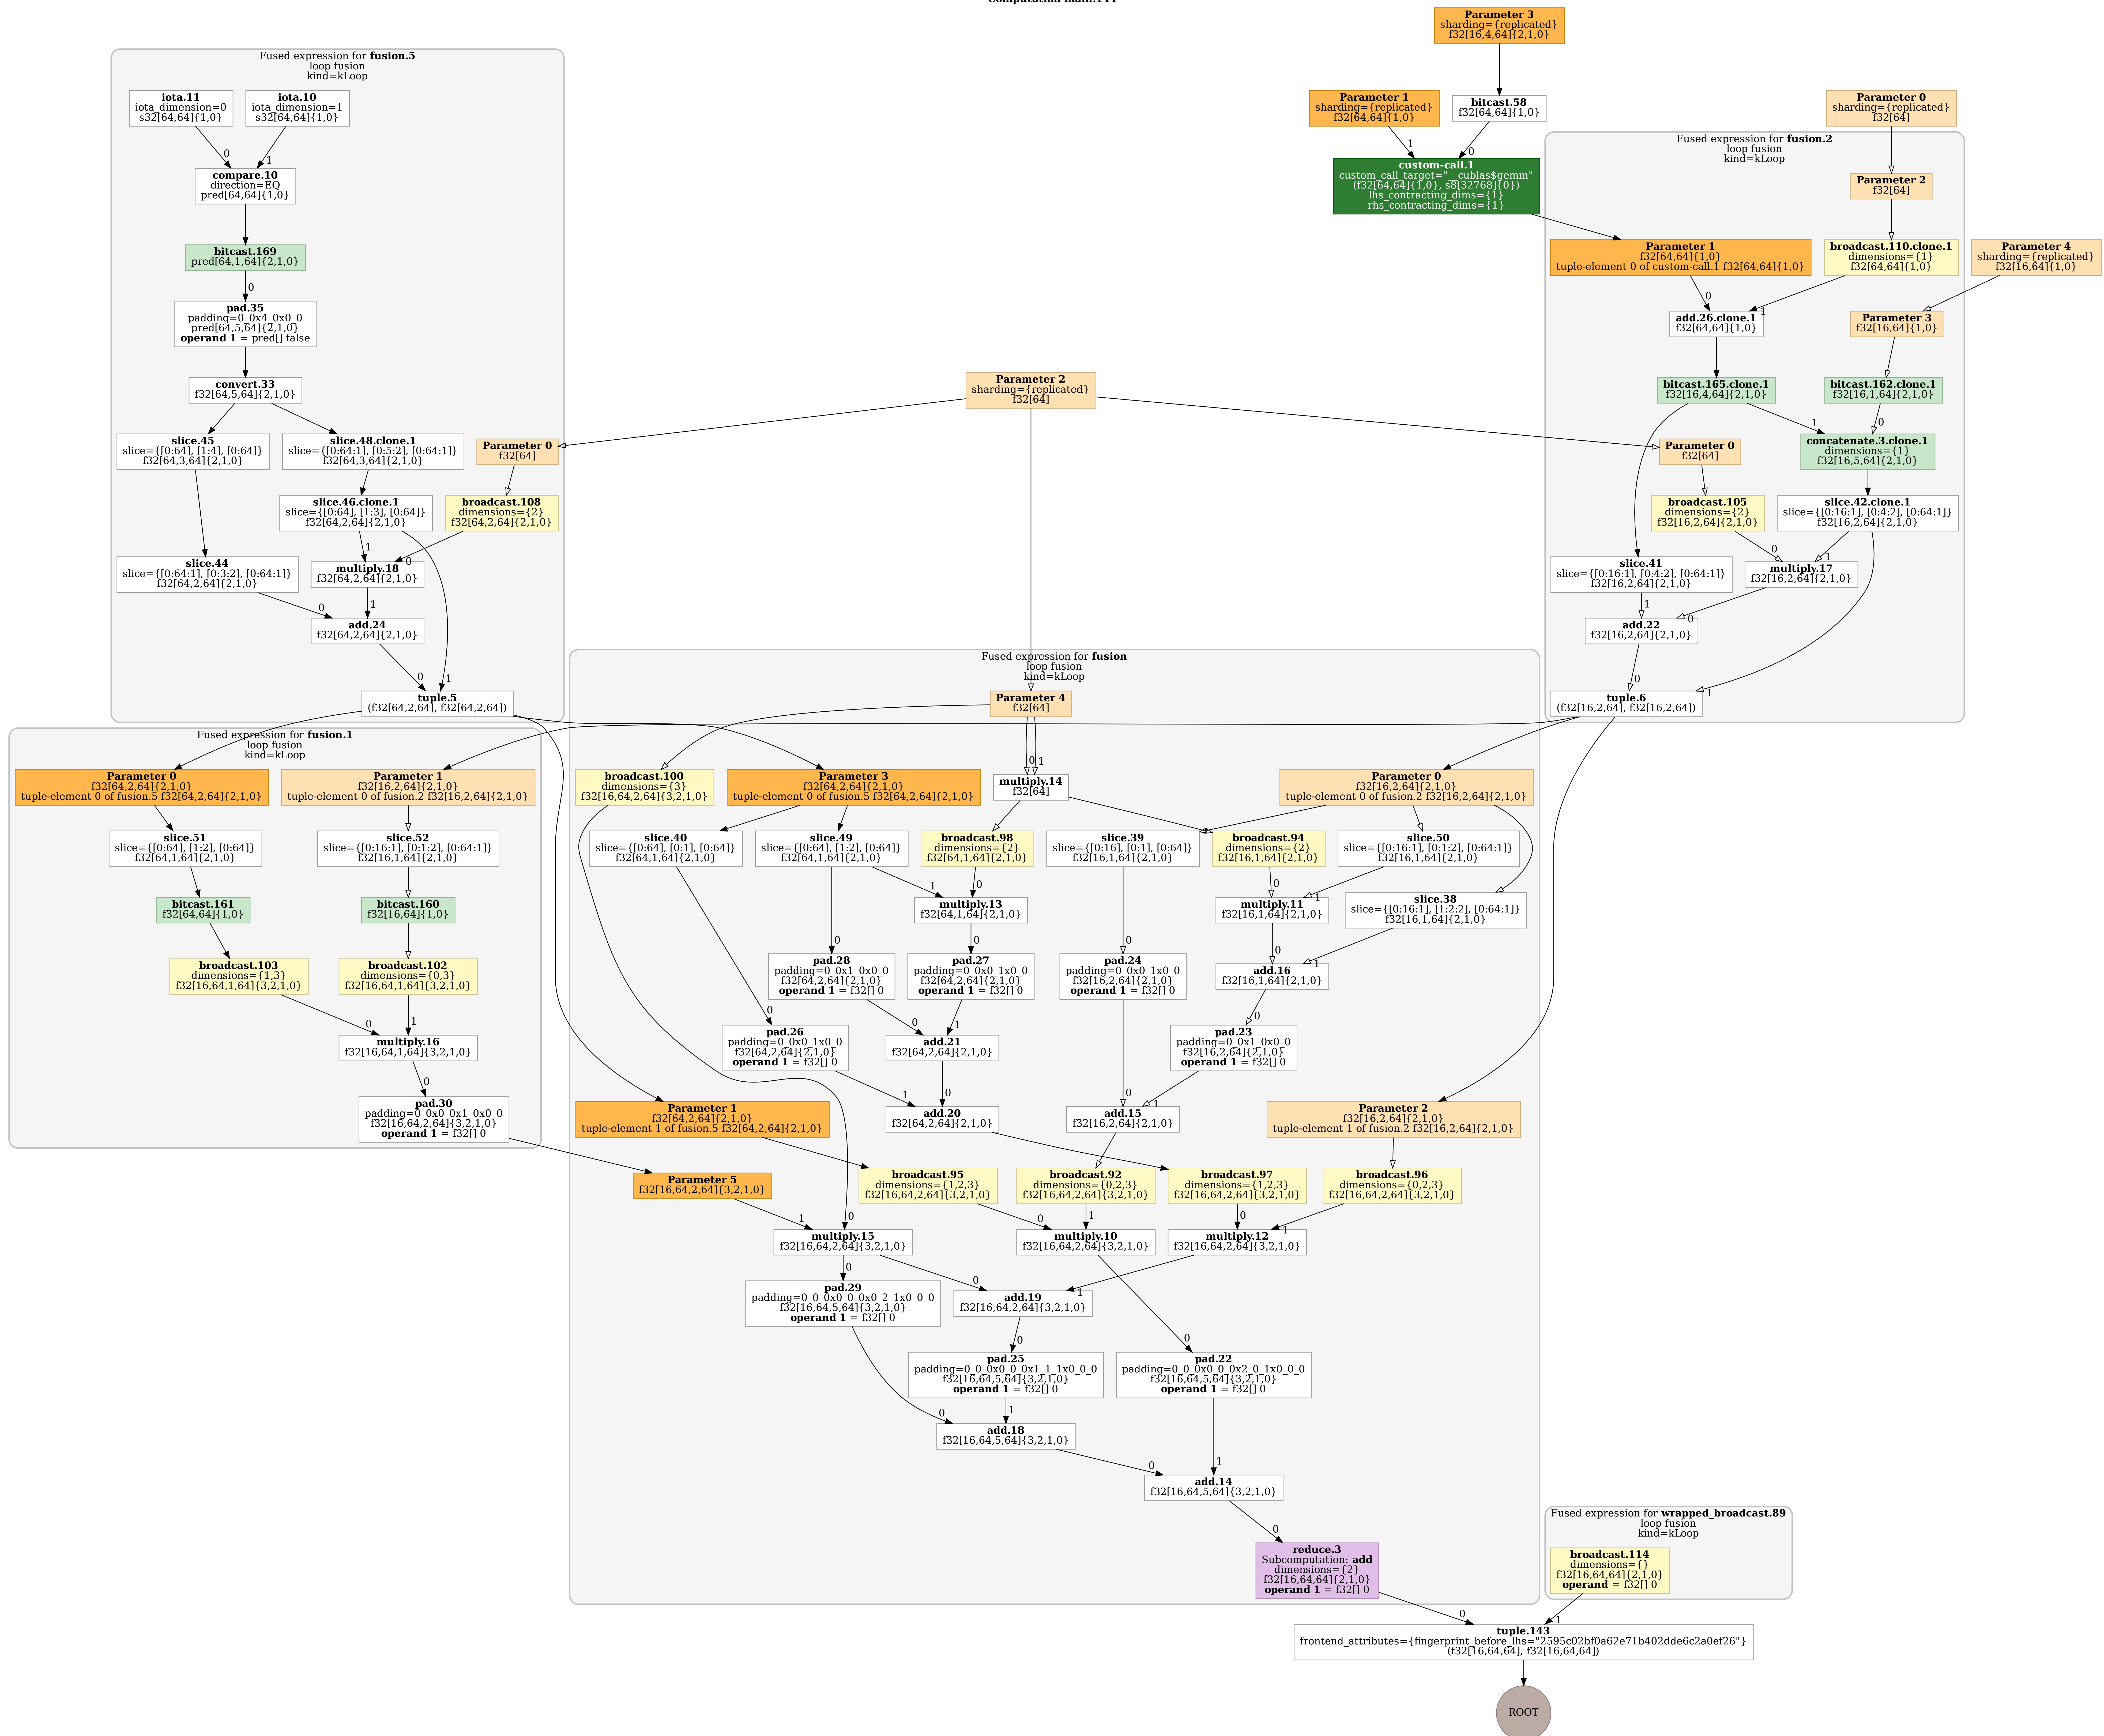 Parameter 3
sharding={replicated}
f32[16,4,64]{2,1,0}
Parameter 1
sharding={replicated}
f32[64,64]{1,0}
bitcast.58
f32[64,64]{1,0}
Parameter 0
sharding={replicated}
f32[64]
custom-call.1
custom_call_target="__cublas$gemm"
(f32[64,64]{1,0}, s8[32768]{0})
lhs_contracting_dims={1}
rhs_contracting_dims={1}
Parameter 4
sharding={replicated}
f32[16,64]{1,0}
Parameter 2
sharding={replicated}
f32[64]
Fused expression for fusion.5
loop fusion
kind=kLoop
iota.11
iota_dimension=0
s32[64,64]{1,0}
iota.10
iota_dimension=1
s32[64,64]{1,0}
0
1
compare.10
direction=EQ
pred[64,64]{1,0}
bitcast.169
pred[64,1,64]{2,1,0}
0
pad.35
padding=0_0x4_0x0_0
pred[64,5,64]{2,1,0}
operand 1 = pred[] false
convert.33
f32[64,5,64]{2,1,0}
slice.45
slice={[0:64], [1:4], [0:64]}
f32[64,3,64]{2,1,0}
slice.48.clone.1
slice={[0:64:1], [0:5:2], [0:64:1]}
f32[64,3,64]{2,1,0}
Parameter 0
f32[64]
slice.46.clone.1
slice={[0:64], [1:3], [0:64]}
f32[64,2,64]{2,1,0}
broadcast.108
dimensions={2}
f32[64,2,64]{2,1,0}
1
0
slice.44
slice={[0:64:1], [0:3:2], [0:64:1]}
f32[64,2,64]{2,1,0}
multiply.18
f32[64,2,64]{2,1,0}
0
1
add.24
f32[64,2,64]{2,1,0}
0
1
tuple.5
(f32[64,2,64], f32[64,2,64])
Fused expression for fusion.2
loop fusion
kind=kLoop
Parameter 2
f32[64]
Parameter 1
f32[64,64]{1,0}
tuple-element 0 of custom-call.1 f32[64,64]{1,0}
broadcast.110.clone.1
dimensions={1}
f32[64,64]{1,0}
0
1
add.26.clone.1
f32[64,64]{1,0}
Parameter 3
f32[16,64]{1,0}
bitcast.165.clone.1
f32[16,4,64]{2,1,0}
bitcast.162.clone.1
f32[16,1,64]{2,1,0}
1
0
Parameter 0
f32[64]
concatenate.3.clone.1
dimensions={1}
f32[16,5,64]{2,1,0}
broadcast.105
dimensions={2}
f32[16,2,64]{2,1,0}
slice.42.clone.1
slice={[0:16:1], [0:4:2], [0:64:1]}
f32[16,2,64]{2,1,0}
0
1
slice.41
slice={[0:16:1], [0:4:2], [0:64:1]}
f32[16,2,64]{2,1,0}
multiply.17
f32[16,2,64]{2,1,0}
1
0
add.22
f32[16,2,64]{2,1,0}
0
1
tuple.6
(f32[16,2,64], f32[16,2,64])
Fused expression for fusion.1
loop fusion
kind=kLoop
Parameter 0
f32[64,2,64]{2,1,0}
tuple-element 0 of fusion.5 f32[64,2,64]{2,1,0}
Parameter 1
f32[16,2,64]{2,1,0}
tuple-element 0 of fusion.2 f32[16,2,64]{2,1,0}
slice.51
slice={[0:64], [1:2], [0:64]}
f32[64,1,64]{2,1,0}
slice.52
slice={[0:16:1], [0:1:2], [0:64:1]}
f32[16,1,64]{2,1,0}
bitcast.161
f32[64,64]{1,0}
bitcast.160
f32[16,64]{1,0}
broadcast.103
dimensions={1,3}
f32[16,64,1,64]{3,2,1,0}
broadcast.102
dimensions={0,3}
f32[16,64,1,64]{3,2,1,0}
0
1
multiply.16
f32[16,64,1,64]{3,2,1,0}
0
pad.30
padding=0_0x0_0x1_0x0_0
f32[16,64,2,64]{3,2,1,0}
operand 1 = f32[] 0
Fused expression for fusion
loop fusion
kind=kLoop
Parameter 4
f32[64]
0
1
broadcast.100
dimensions={3}
f32[16,64,2,64]{3,2,1,0}
Parameter 3
f32[64,2,64]{2,1,0}
tuple-element 0 of fusion.5 f32[64,2,64]{2,1,0}
multiply.14
f32[64]
Parameter 0
f32[16,2,64]{2,1,0}
tuple-element 0 of fusion.2 f32[16,2,64]{2,1,0}
slice.40
slice={[0:64], [0:1], [0:64]}
f32[64,1,64]{2,1,0}
slice.49
slice={[0:64], [1:2], [0:64]}
f32[64,1,64]{2,1,0}
broadcast.98
dimensions={2}
f32[64,1,64]{2,1,0}
slice.39
slice={[0:16], [0:1], [0:64]}
f32[16,1,64]{2,1,0}
broadcast.94
dimensions={2}
f32[16,1,64]{2,1,0}
slice.50
slice={[0:16:1], [0:1:2], [0:64:1]}
f32[16,1,64]{2,1,0}
1
0
0
1
multiply.13
f32[64,1,64]{2,1,0}
multiply.11
f32[16,1,64]{2,1,0}
slice.38
slice={[0:16:1], [1:2:2], [0:64:1]}
f32[16,1,64]{2,1,0}
0
0
0
0
1
pad.28
padding=0_0x1_0x0_0
f32[64,2,64]{2,1,0}
operand 1 = f32[] 0
pad.27
padding=0_0x0_1x0_0
f32[64,2,64]{2,1,0}
operand 1 = f32[] 0
pad.24
padding=0_0x0_1x0_0
f32[16,2,64]{2,1,0}
operand 1 = f32[] 0
add.16
f32[16,1,64]{2,1,0}
0
0
1
0
pad.26
padding=0_0x0_1x0_0
f32[64,2,64]{2,1,0}
operand 1 = f32[] 0
add.21
f32[64,2,64]{2,1,0}
pad.23
padding=0_0x1_0x0_0
f32[16,2,64]{2,1,0}
operand 1 = f32[] 0
1
0
0
1
Parameter 1
f32[64,2,64]{2,1,0}
tuple-element 1 of fusion.5 f32[64,2,64]{2,1,0}
add.20
f32[64,2,64]{2,1,0}
add.15
f32[16,2,64]{2,1,0}
Parameter 2
f32[16,2,64]{2,1,0}
tuple-element 1 of fusion.2 f32[16,2,64]{2,1,0}
Parameter 5
f32[16,64,2,64]{3,2,1,0}
broadcast.95
dimensions={1,2,3}
f32[16,64,2,64]{3,2,1,0}
broadcast.92
dimensions={0,2,3}
f32[16,64,2,64]{3,2,1,0}
broadcast.97
dimensions={1,2,3}
f32[16,64,2,64]{3,2,1,0}
broadcast.96
dimensions={0,2,3}
f32[16,64,2,64]{3,2,1,0}
1
0
0
1
0
1
multiply.15
f32[16,64,2,64]{3,2,1,0}
multiply.10
f32[16,64,2,64]{3,2,1,0}
multiply.12
f32[16,64,2,64]{3,2,1,0}
0
0
1
pad.29
padding=0_0_0x0_0_0x0_2_1x0_0_0
f32[16,64,5,64]{3,2,1,0}
operand 1 = f32[] 0
add.19
f32[16,64,2,64]{3,2,1,0}
0
0
pad.25
padding=0_0_0x0_0_0x1_1_1x0_0_0
f32[16,64,5,64]{3,2,1,0}
operand 1 = f32[] 0
pad.22
padding=0_0_0x0_0_0x2_0_1x0_0_0
f32[16,64,5,64]{3,2,1,0}
operand 1 = f32[] 0
0
1
add.18
f32[16,64,5,64]{3,2,1,0}
0
1
add.14
f32[16,64,5,64]{3,2,1,0}
0
reduce.3
Subcomputation: add
dimensions={2}
f32[16,64,64]{2,1,0}
operand 1 = f32[] 0
Fused expression for wrapped_broadcast.89
loop fusion
kind=kLoop
broadcast.114
dimensions={}
f32[16,64,64]{2,1,0}
operand = f32[] 0
0
1
tuple.143
frontend_attributes={fingerprint_before_lhs="2595c02bf0a62e71b402dde6c2a0ef26"}
(f32[16,64,64], f32[16,64,64])
ROOT